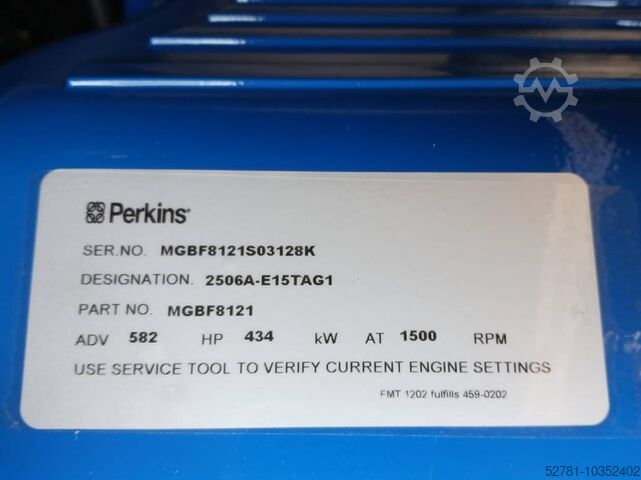 Perkins®
SER.NO. MGBF8121S03128K
DESIGNATION. 2506A-E15TAG1
PART NO. MGBF8121
ADV 582 HP 434 kW AT 1500 RPM
USE SERVICE TOOL TO VERIFY CURRENT ENGINE SETTINGS
FMT 1202 fulfills 459-0202
52781-10352402